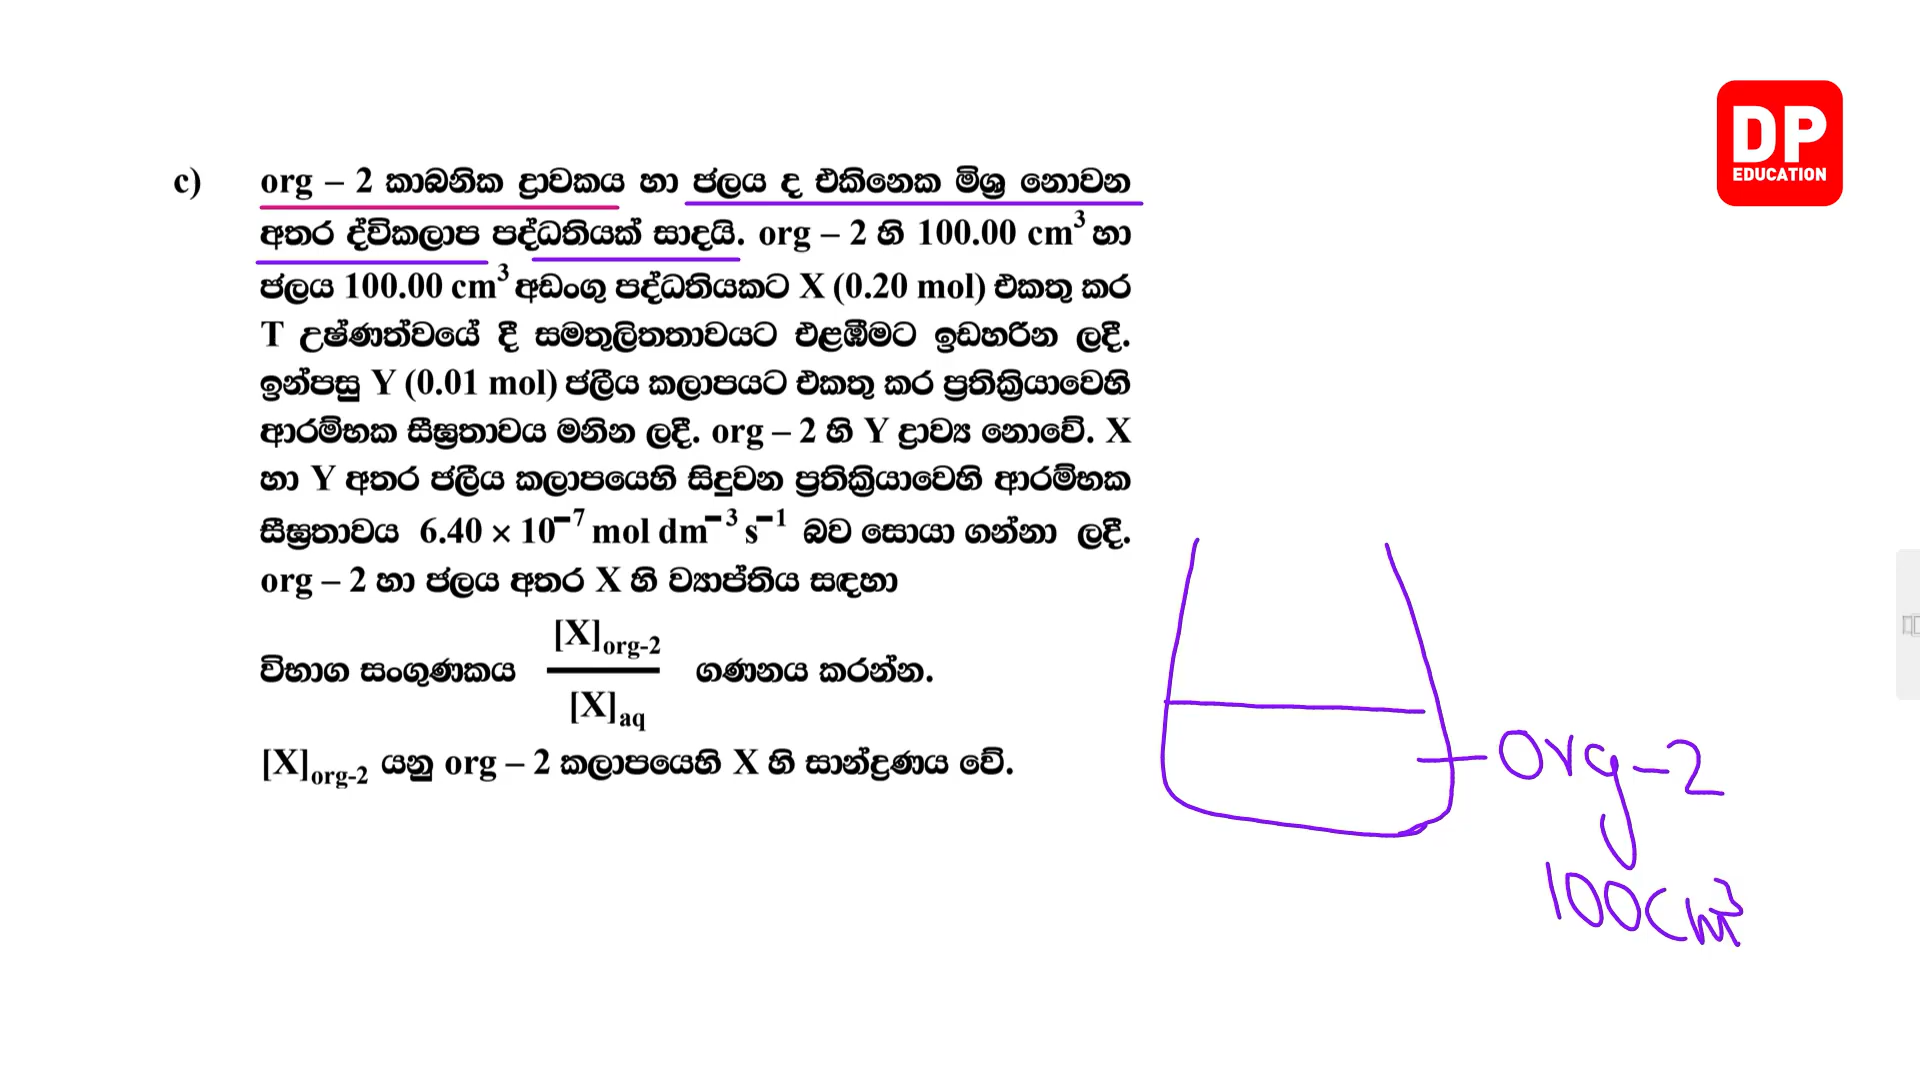 DP
EDUCATION
c) org – 2 කාබනික ද්‍රාවකය හා ජලය ද එකිනෙක මිශ්‍ර නොවන
අතර ද්විකලාප පද්ධතියක් සාදයි. org – 2 හි 100.00 cm³ හා
ජලය 100.00 cm³ අඩංගු පද්ධතියකට X (0.20 mol) එකතු කර
T උෂ්ණත්වයේ දී සමතුලිතතාවයට එළඹීමට ඉඩහරින ලදී.
ඉන්පසු Y (0.01 mol) ජලීය කලාපයට එකතු කර ප්‍රතික්‍රියාවෙහි
ආරම්භක සීඝ්‍රතාවය මනින ලදී. org – 2 හි Y ද්‍රාව්‍ය නොවේ. X
හා Y අතර ජලීය කලාපයෙහි සිදුවන ප්‍රතික්‍රියාවෙහි ආරම්භක
සීඝ්‍රතාවය 6.40 × 10⁻⁷ mol dm⁻³ s⁻¹ බව සොයා ගන්නා ලදී.
org – 2 හා ජලය අතර X හි ව්‍යාප්තිය සඳහා
විභාග සංගුණකය [X]org-2 / [X]aq ගණනය කරන්න.
[X]org-2 යනු org – 2 කලාපයෙහි X හි සාන්ද්‍රණය වේ.
org-2
100cm³